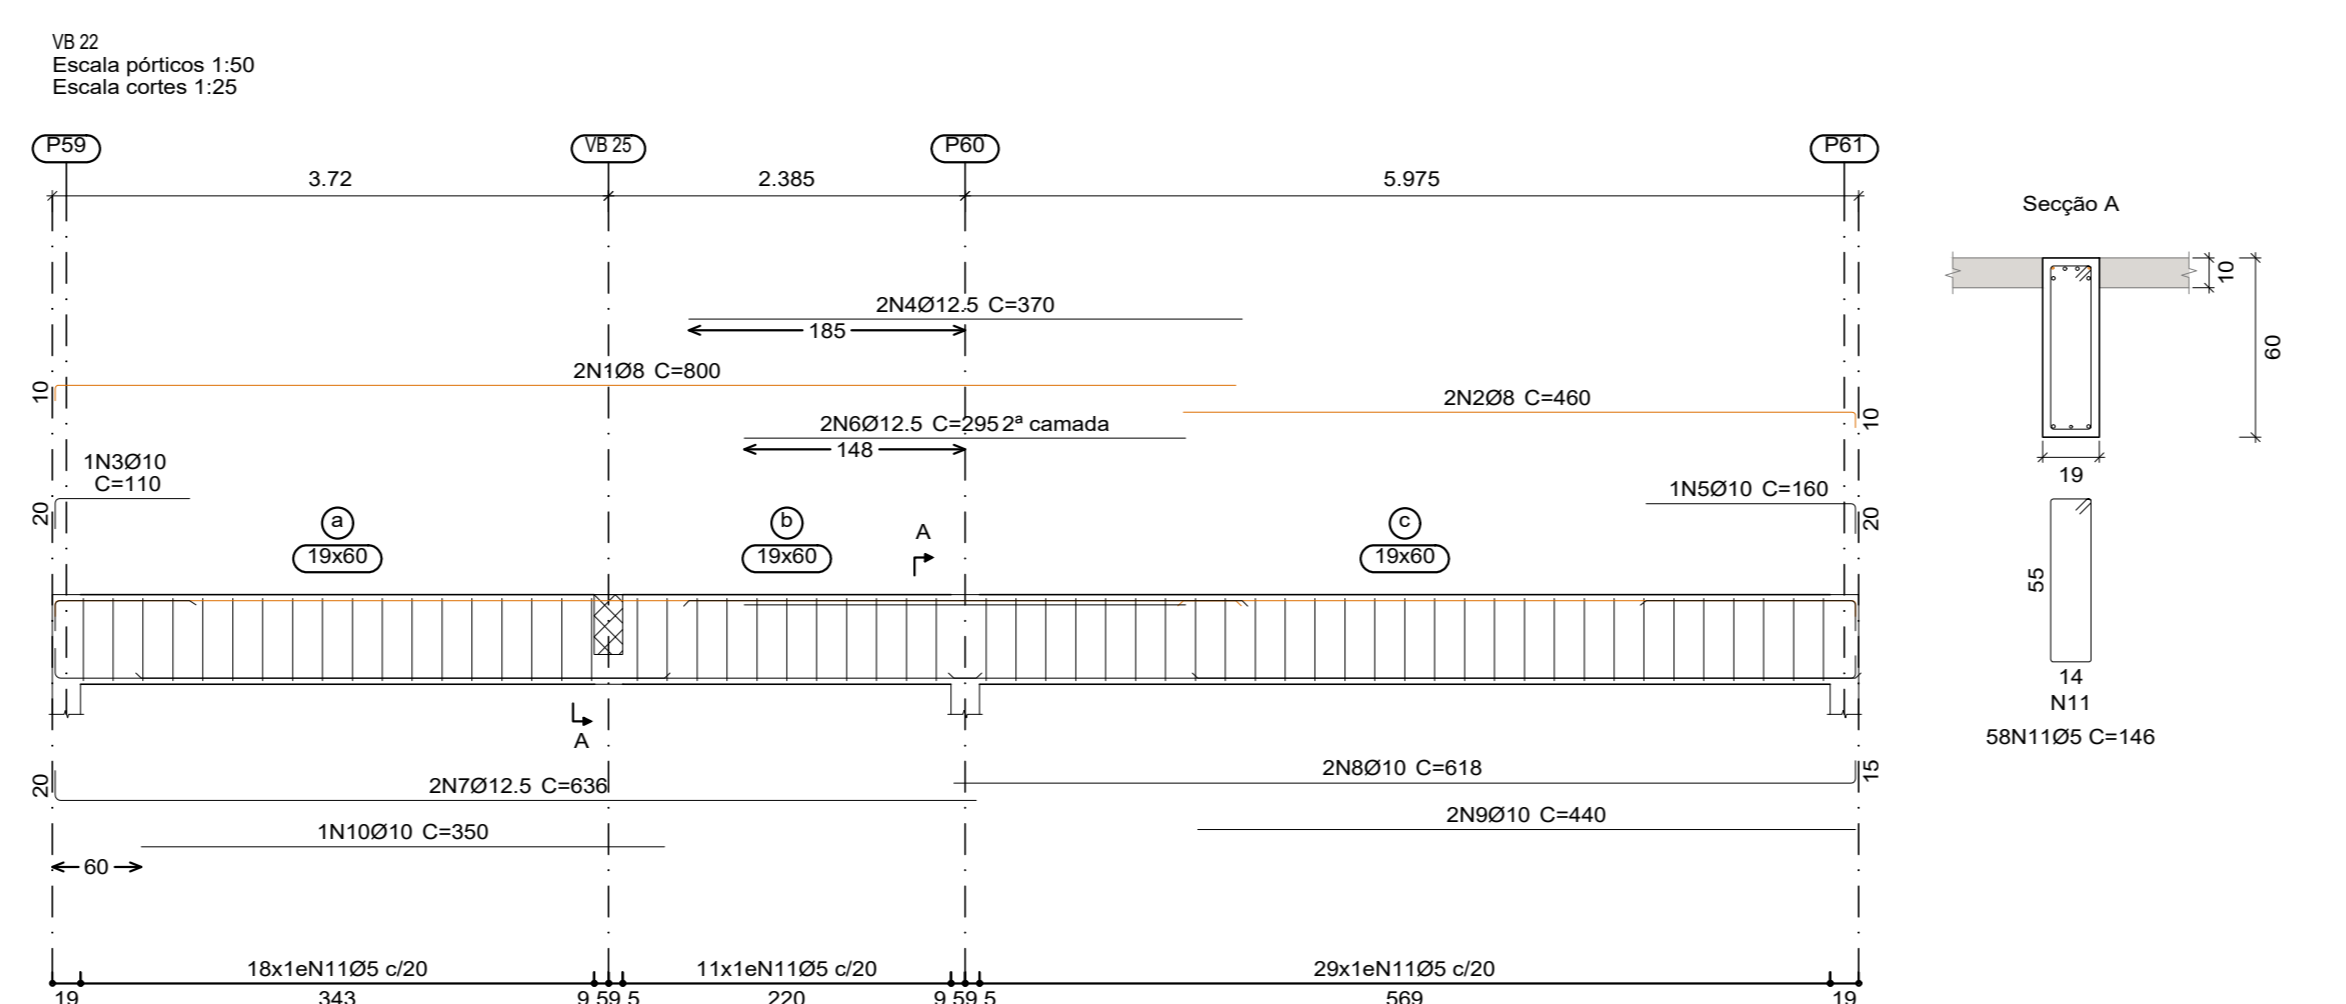 VB 22
Escala pórticos 1:50
Escala cortes 1:25
P59
VB 25
P60
P61
3.72
2.385
5.975
Secção A
10
60
19
2N4Ø12.5 C=370
185
2N1Ø8 C=800
10
2N2Ø8 C=460
10
2N6Ø12.5 C=295 2ª camada
148
1N3Ø10
C=110
20
1N5Ø10 C=160
20
a
19x60
b
19x60
A
c
19x60
55
14
N11
58N11Ø5 C=146
A
20
2N7Ø12.5 C=636
2N8Ø10 C=618
15
2N9Ø10 C=440
1N10Ø10 C=350
60
18x1eN11Ø5 c/20
11x1eN11Ø5 c/20
29x1eN11Ø5 c/20
19
343
9.59.5
220
9.59.5
569
19